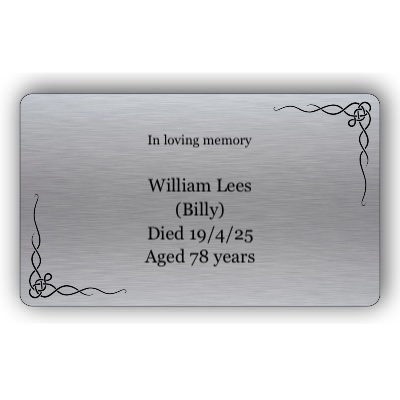 In loving memory
William Lees
(Billy)
Died 19/4/25
Aged 78 years